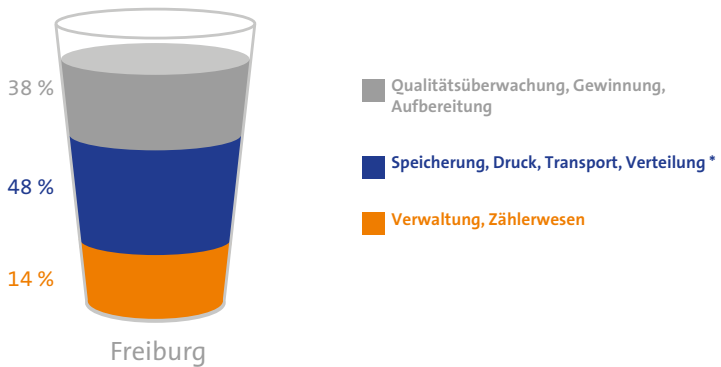 38 %
Qualitätsüberwachung, Gewinnung,
Aufbereitung
48 %
Speicherung, Druck, Transport, Verteilung *
14 %
Verwaltung, Zählerwesen
Freiburg